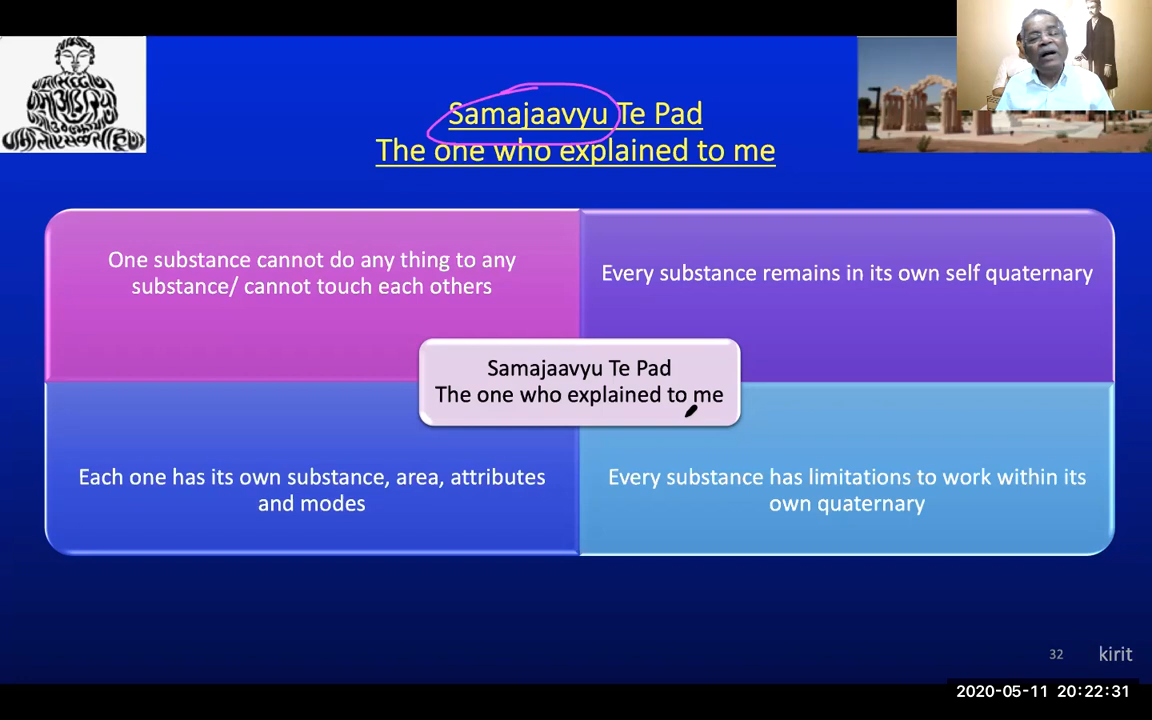 Samajaavyu Te Pad
The one who explained to me
One substance cannot do any thing to any
substance/ cannot touch each others
Every substance remains in its own self quaternary
Samajaavyu Te Pad
The one who explained to me
Each one has its own substance, area, attributes
and modes
Every substance has limitations to work within its
own quaternary
32
kirit
2020-05-11 20:22:31